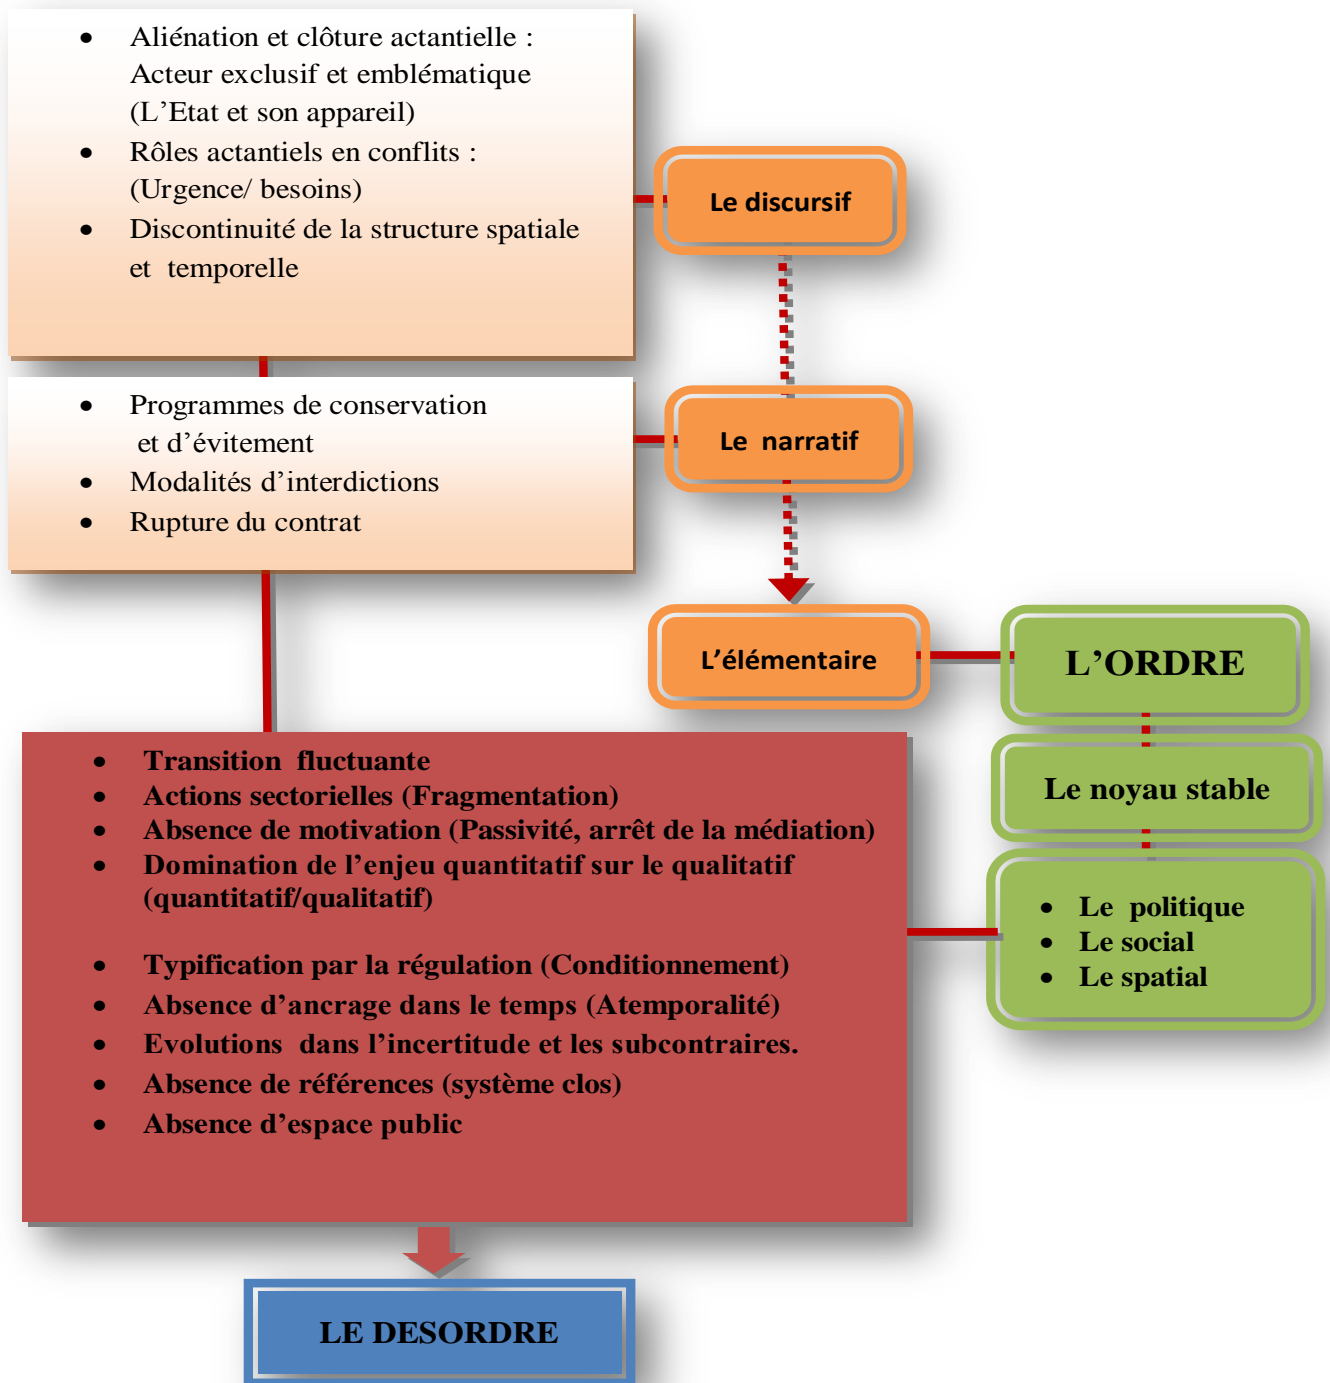 • Aliénation et clôture actantielle :
Acteur exclusif et emblématique
(L’Etat et son appareil)
• Rôles actantiels en conflits :
(Urgence/ besoins)
• Discontinuité de la structure spatiale
et temporelle
Le discursif
• Programmes de conservation
et d’évitement
• Modalités d’interdictions
• Rupture du contrat
Le narratif
L’élémentaire
L’ORDRE
Le noyau stable
• Le politique
• Le social
• Le spatial
• Transition fluctuante
• Actions sectorielles (Fragmentation)
• Absence de motivation (Passivité, arrêt de la médiation)
• Domination de l’enjeu quantitatif sur le qualitatif
(quantitatif/qualitatif)
• Typification par la régulation (Conditionnement)
• Absence d’ancrage dans le temps (Atemporalité)
• Evolutions dans l’incertitude et les subcontraires.
• Absence de références (système clos)
• Absence d’espace public
LE DESORDRE